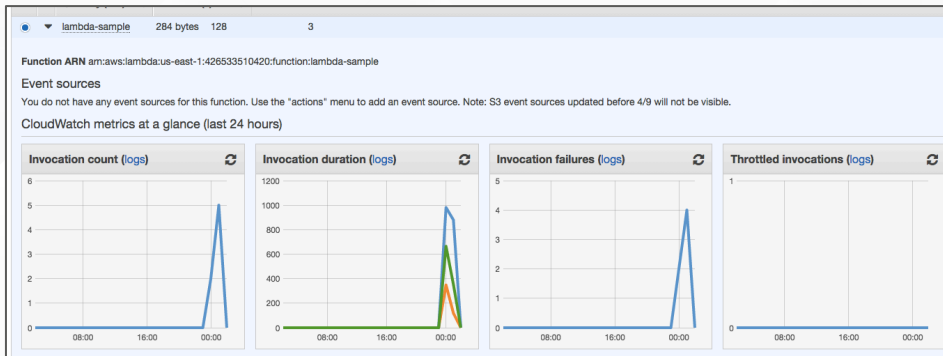 lambda-sample 284 bytes 128 3
Function ARN arn:aws:lambda:us-east-1:426533510420:function:lambda-sample
Event sources
You do not have any event sources for this function. Use the "actions" menu to add an event source. Note: S3 event sources updated before 4/9 will not be visible.
CloudWatch metrics at a glance (last 24 hours)
Invocation count (logs)
6
5
4
3
2
1
0
08:00 16:00 00:00
Invocation duration (logs)
1200
1000
800
600
400
200
0
08:00 16:00 00:00
Invocation failures (logs)
5
4
3
2
1
0
08:00 16:00 00:00
Throttled invocations (logs)
1
0
08:00 16:00 00:00